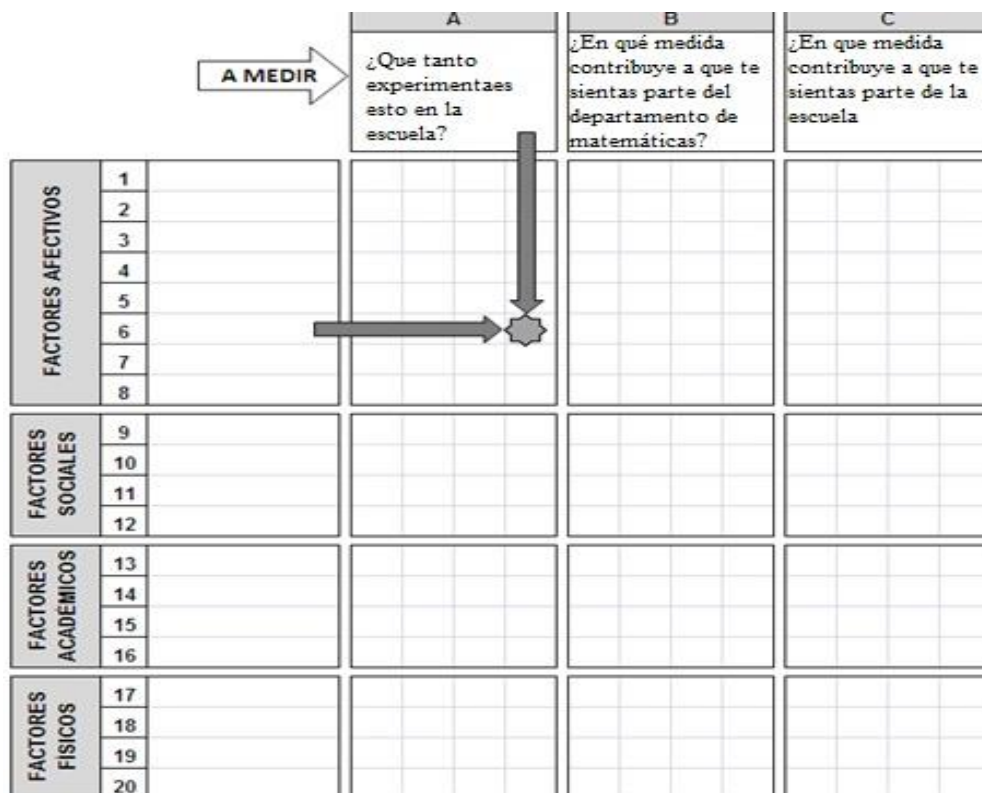 A
B
C
A MEDIR
¿Que tanto
experimentaes
esto en la
escuela?
¿En qué medida
contribuye a que te
sientas parte del
departamento de
matemáticas?
¿En que medida
contribuye a que te
sientas parte de la
escuela
FACTORES AFECTIVOS
1
2
3
4
5
6
7
8
FACTORES
SOCIALES
9
10
11
12
FACTORES
ACADÉMICOS
13
14
15
16
FACTORES
FÍSICOS
17
18
19
20